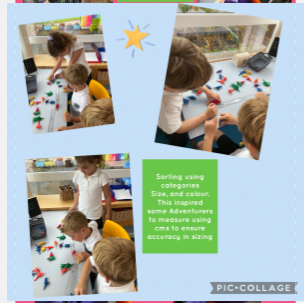 Sorting using
categories
Size, and colour.
This inspired
some Adventurers
to measure using
cms to ensure
accuracy in sizing
PIC•COLLAGE